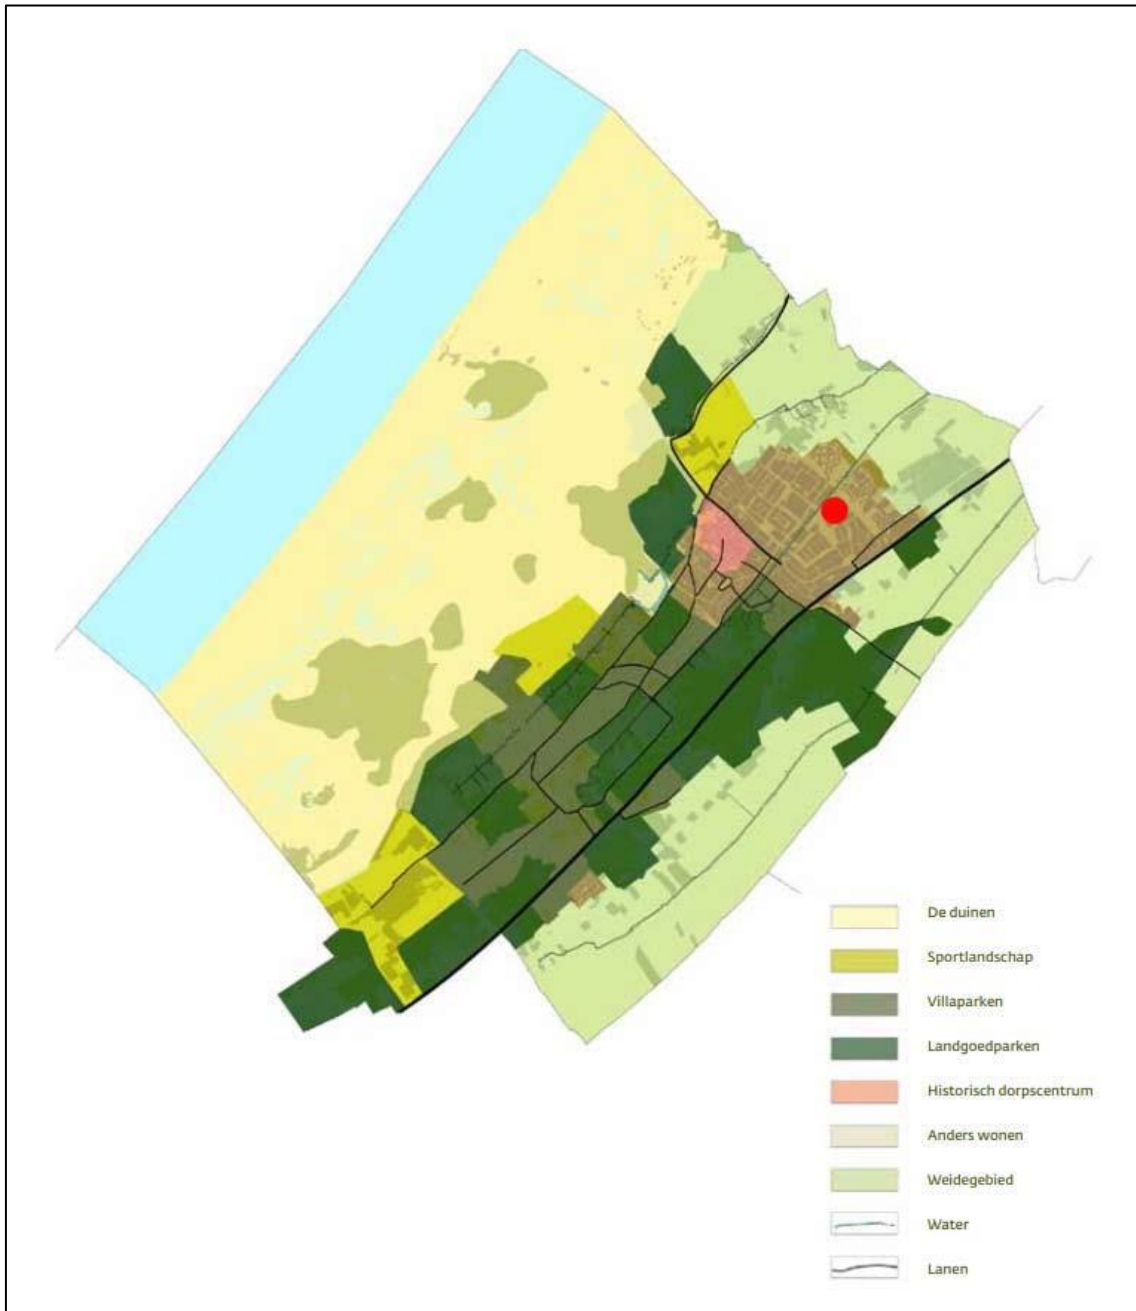 De duinen
Sportlandschap
Villaparken
Landgoedparken
Historisch dorpscentrum
Anders wonen
Weidegebied
Water
Lanen